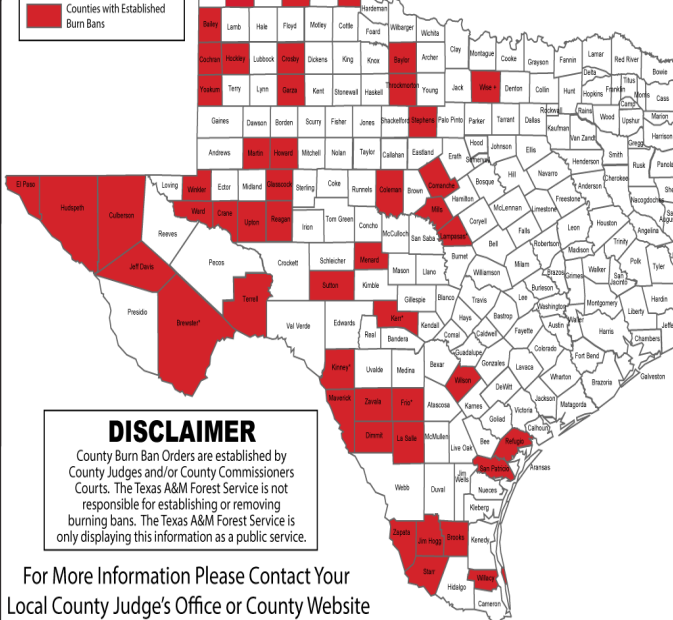 Counties with Established
Burn Bans
Hardeman
Bailey Lamb Hale Floyd Motley Cottle Foard Wilbarger Wichita
Clay Montague Cooke Grayson Fannin Lamar Red River Bowie
Cochran Hockley Lubbock Crosby Dickens King Knox Baylor Archer
Delta Titus Franklin Morris Cass
Yoakum Terry Lynn Garza Kent Stonewall Haskell Throckmorton Young Jack Wise * Denton Collin Hunt Hopkins Camp
Rockwall Rains Wood Upshur Marion
Gaines Dawson Borden Scurry Fisher Jones Shackelford Stephens Palo Pinto Parker Tarrant Dallas Kaufman Van Zandt Gregg Harrison
Andrews Martin Howard Mitchell Nolan Taylor Callahan Eastland Erath Hood Johnson Ellis Henderson Smith Rusk
El Paso Hudspeth Culberson Loving Winkler Ector Midland Glasscock Sterling Coke Runnels Coleman Brown Comanche Hamilton Bosque Hill Navarro Anderson Cherokee Nacogdoches
Ward Crane Upton Reagan Irion Tom Green Concho Mills McLennan Limestone Freestone Houston Angelina
Reeves McCulloch San Saba Lampasas* Coryell Falls Leon
Jeff Davis Pecos Crockett Schleicher Menard Mason Llano Burnet Bell Robertson Madison Trinity Polk Tyler
Williamson Milam Brazos Grimes Walker San Jacinto
Presidio Brewster* Terrell Sutton Kimble Gillespie Blanco Travis Lee Burleson Washington Montgomery Liberty Hardin
Val Verde Edwards Real Kerr* Kendall Hays Bastrop Austin Waller Harris
Bandera Comal Caldwell Fayette Colorado Fort Bend Chambers Galveston
Kinney* Uvalde Medina Bexar Guadalupe Gonzales Lavaca Wharton Brazoria
Wilson DeWitt Jackson Matagorda
Maverick Zavala Frio* Atascosa Karnes Victoria Calhoun
Goliad
Dimmit La Salle McMullen Live Oak Bee Refugio
San Patricio Aransas
Webb Duval Jim Wells Nueces
Kleberg
Zapata Jim Hogg Brooks Kenedy
Starr Hidalgo Willacy
Cameron
DISCLAIMER
County Burn Ban Orders are established by
County Judges and/or County Commissioners
Courts. The Texas A&M Forest Service is not
responsible for establishing or removing
burning bans. The Texas A&M Forest Service is
only displaying this information as a public service.
For More Information Please Contact Your
Local County Judge's Office or County Website